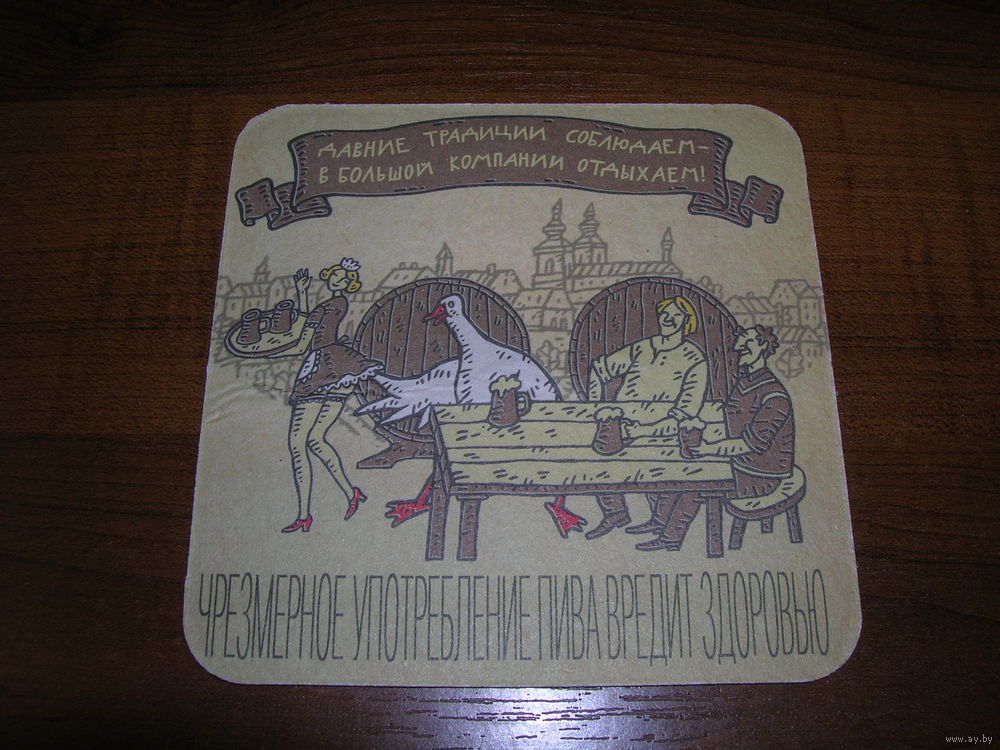 ДАВНИЕ ТРАДИЦИИ СОБЛЮДАЕМ–
В БОЛЬШОЙ КОМПАНИИ ОТДЫХАЕМ!
ЧРЕЗМЕРНОЕ УПОТРЕБЛЕНИЕ ПИВА ВРЕДИТ ЗДОРОВЬЮ
www.ay.by